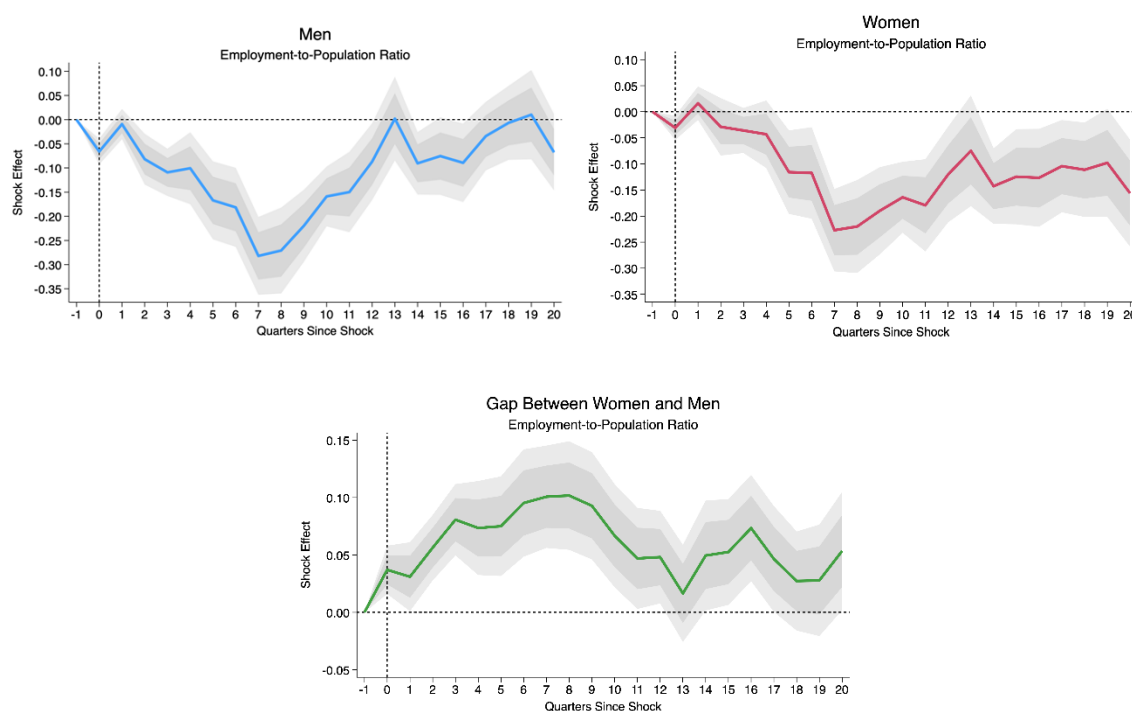 Men
Employment-to-Population Ratio
0.10
0.05
0.00
-0.05
-0.10
-0.15
-0.20
-0.25
-0.30
-0.35
Shock Effect
-1 0 1 2 3 4 5 6 7 8 9 10 11 12 13 14 15 16 17 18 19 20
Quarters Since Shock
Women
Employment-to-Population Ratio
0.10
0.05
0.00
-0.05
-0.10
-0.15
-0.20
-0.25
-0.30
-0.35
Shock Effect
-1 0 1 2 3 4 5 6 7 8 9 10 11 12 13 14 15 16 17 18 19 20
Quarters Since Shock
Gap Between Women and Men
Employment-to-Population Ratio
0.15
0.10
0.05
0.00
-0.05
Shock Effect
-1 0 1 2 3 4 5 6 7 8 9 10 11 12 13 14 15 16 17 18 19 20
Quarters Since Shock